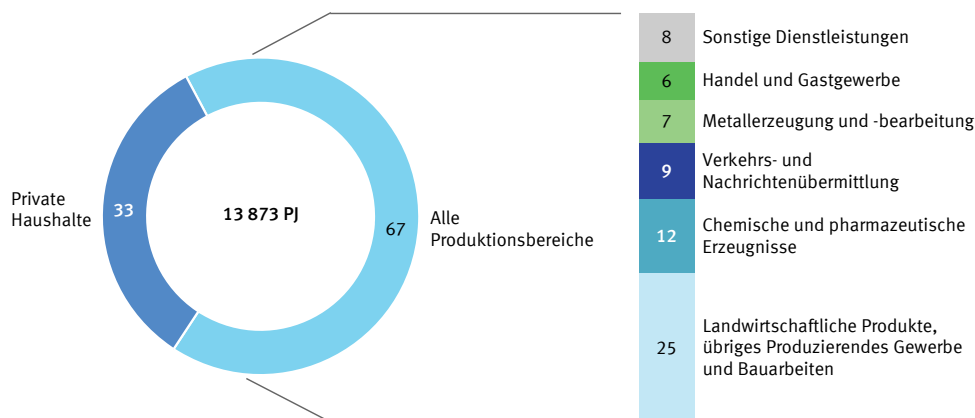 Private
Haushalte
33
13 873 PJ
67
Alle
Produktionsbereiche
8
Sonstige Dienstleistungen
6
Handel und Gastgewerbe
7
Metallerzeugung und -bearbeitung
9
Verkehrs- und
Nachrichtenübermittlung
12
Chemische und pharmazeutische
Erzeugnisse
25
Landwirtschaftliche Produkte,
übriges Produzierendes Gewerbe
und Bauarbeiten